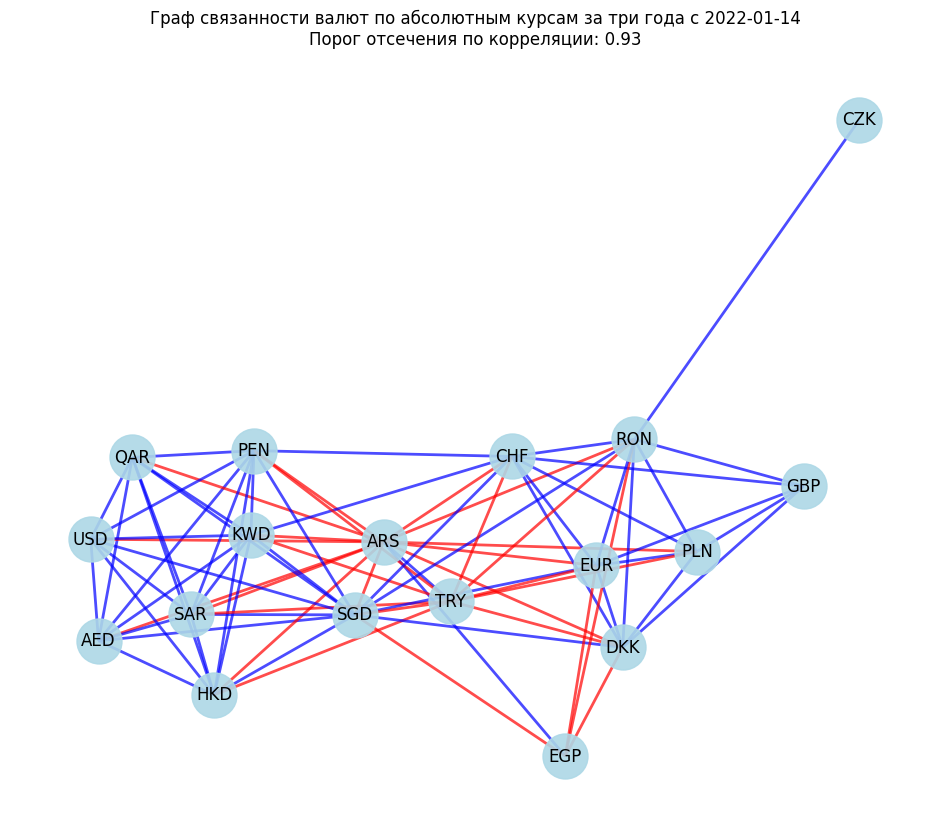 Граф связанности валют по абсолютным курсам за три года с 2022-01-14
Порог отсечения по корреляции: 0.93
CZK
RON
PEN
CHF
QAR
GBP
KWD
USD
ARS
PLN
EUR
TRY
SAR
SGD
AED
DKK
HKD
EGP